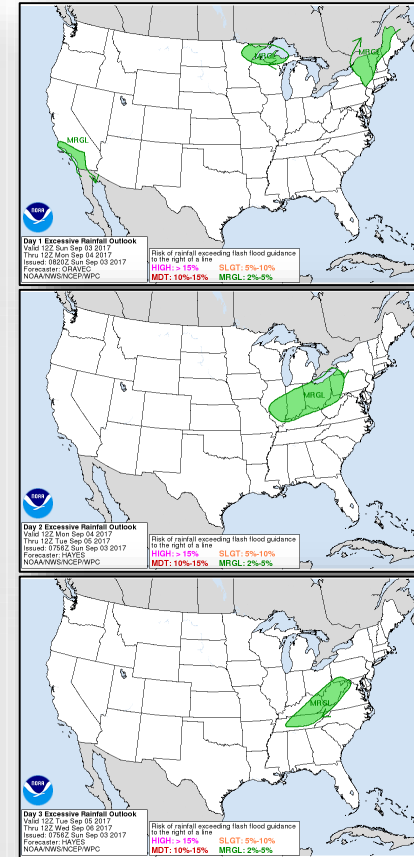 MRGL
MRGL
MRGL
NOAA
Day 1 Excessive Rainfall Outlook
Valid 12Z Sun Sep 03 2017
Thru 12Z Mon Sep 04 2017
Issued: 0820Z Sun Sep 03 2017
Forecaster: ORAVEC
NOAA/NWS/NCEP/WPC
Risk of rainfall exceeding flash flood guidance
to the right of a line
HIGH: > 15% SLGT: 5%-10%
MDT: 10%-15% MRGL: 2%-5%
MRGL
NOAA
Day 2 Excessive Rainfall Outlook
Valid 12Z Mon Sep 04 2017
Thru 12Z Tue Sep 05 2017
Issued: 0756Z Sun Sep 03 2017
Forecaster: HAYES
NOAA/NWS/NCEP/WPC
Risk of rainfall exceeding flash flood guidance
to the right of a line
HIGH: > 15% SLGT: 5%-10%
MDT: 10%-15% MRGL: 2%-5%
MRGL
NOAA
Day 3 Excessive Rainfall Outlook
Valid 12Z Tue Sep 05 2017
Thru 12Z Wed Sep 06 2017
Issued: 0756Z Sun Sep 03 2017
Forecaster: HAYES
NOAA/NWS/NCEP/WPC
Risk of rainfall exceeding flash flood guidance
to the right of a line
HIGH: > 15% SLGT: 5%-10%
MDT: 10%-15% MRGL: 2%-5%